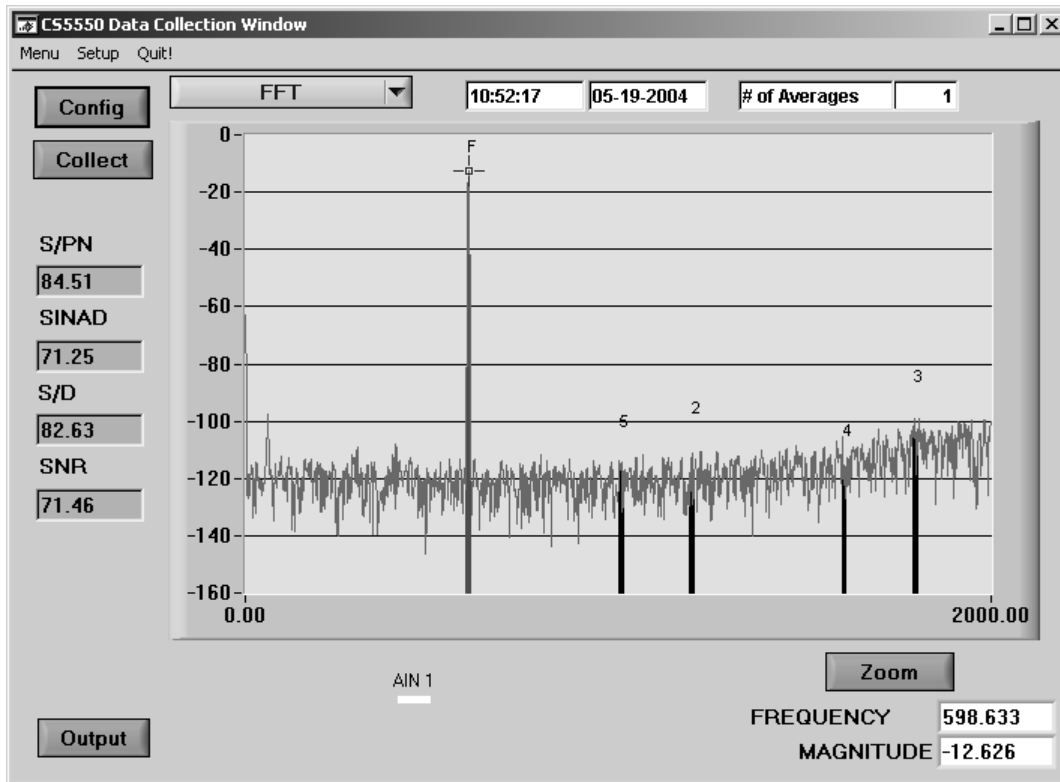 CS5550 Data Collection Window
Menu Setup Quit!
Config
FFT
10:52:17
05-19-2004
# of Averages
1
Collect
S/PN
84.51
SINAD
71.25
S/D
82.63
SNR
71.46
0
-20
-40
-60
-80
-100
-120
-140
-160
F
5
2
4
3
0.00
2000.00
AIN 1
Zoom
FREQUENCY 598.633
MAGNITUDE -12.626
Output